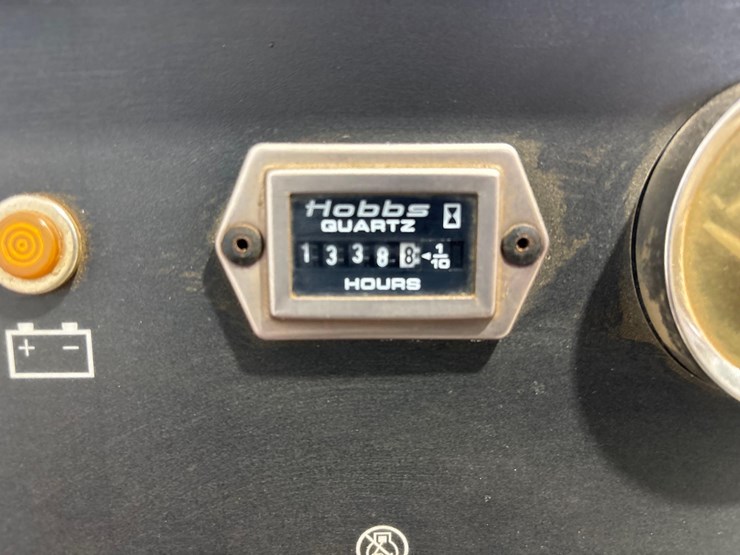 Hobbs
QUARTZ
1 3 3 8 8 ◄1/10
HOURS
+ −